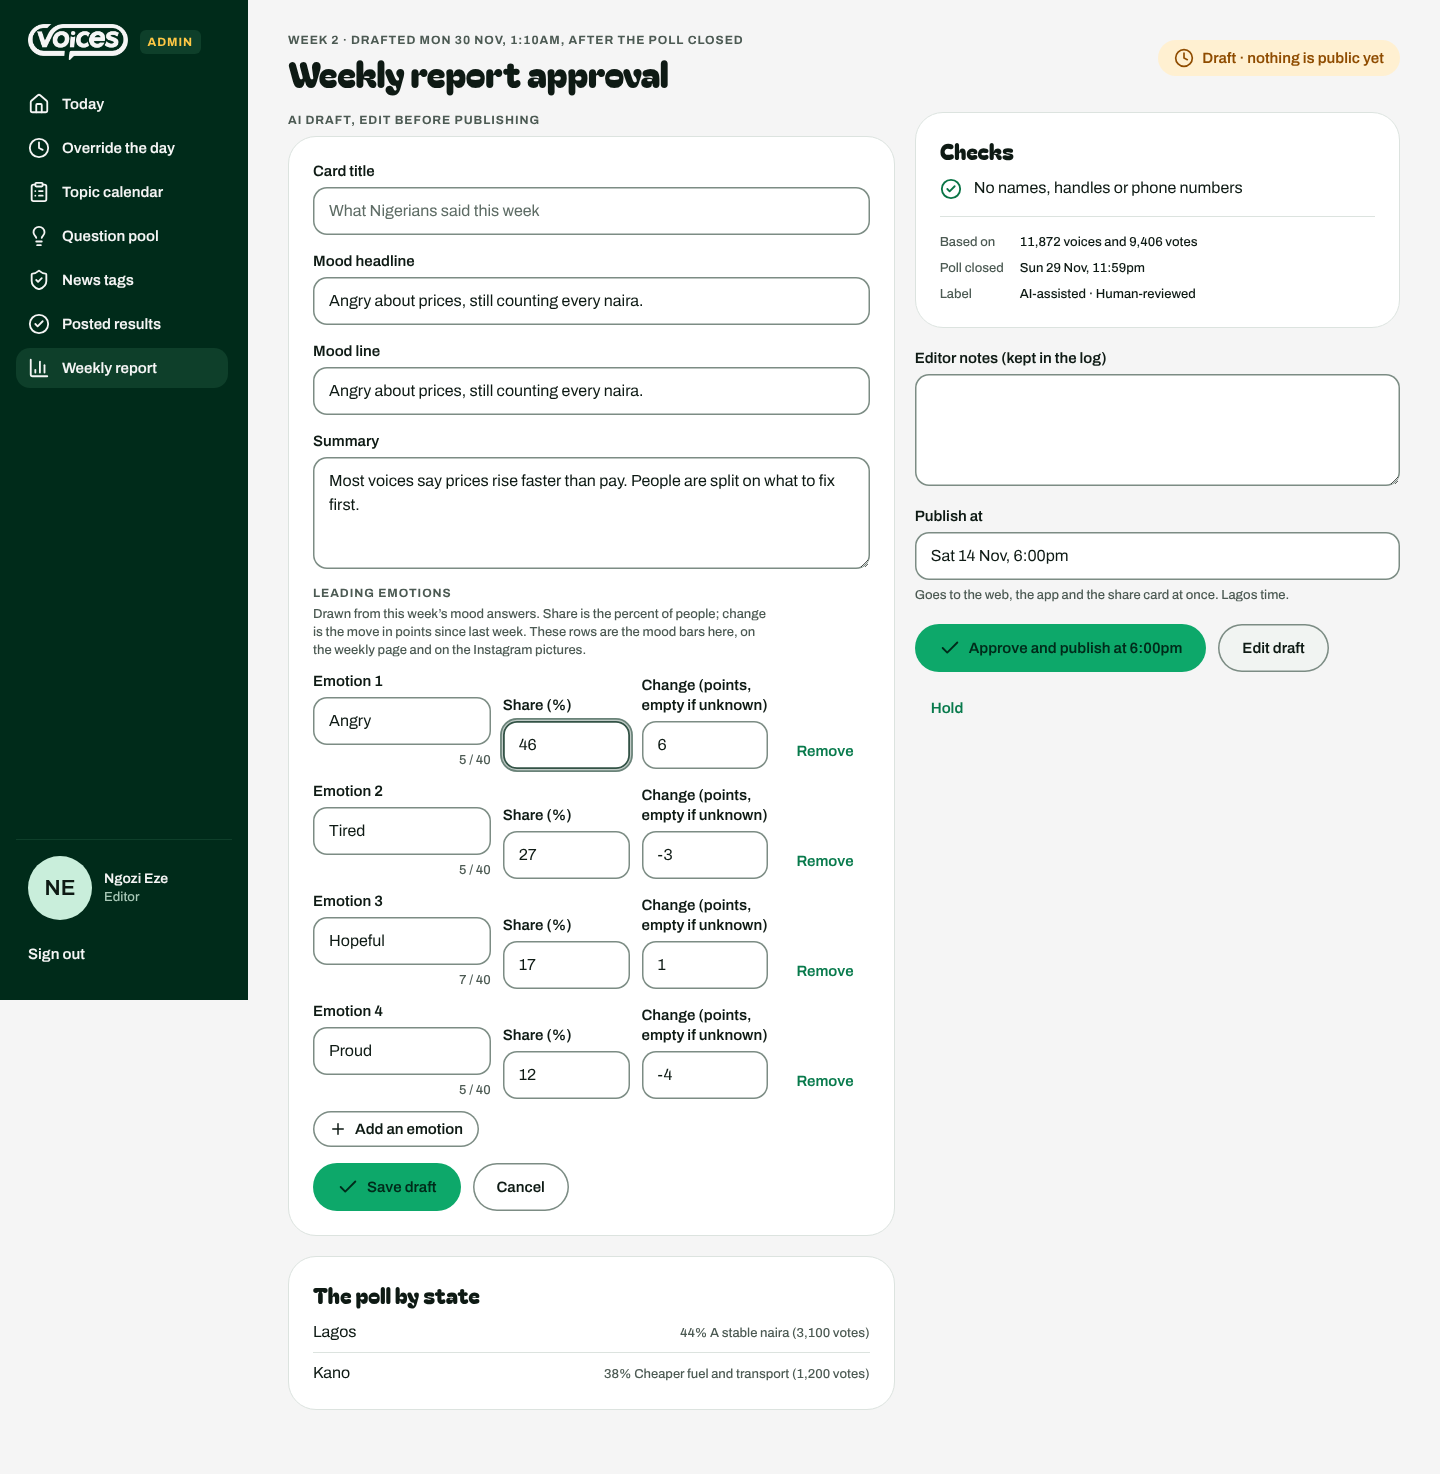 Voices
ADMIN
Today
Override the day
Topic calendar
Question pool
News tags
Posted results
Weekly report
NE
Ngozi Eze
Editor
Sign out
WEEK 2 · DRAFTED MON 30 NOV, 1:10AM, AFTER THE POLL CLOSED
Weekly report approval
Draft · nothing is public yet
AI DRAFT, EDIT BEFORE PUBLISHING
Card title
What Nigerians said this week
Mood headline
Angry about prices, still counting every naira.
Mood line
Angry about prices, still counting every naira.
Summary
Most voices say prices rise faster than pay. People are split on what to fix
first.
LEADING EMOTIONS
Drawn from this week’s mood answers. Share is the percent of people; change
is the move in points since last week. These rows are the mood bars here, on
the weekly page and on the Instagram pictures.
Emotion 1
Angry
5 / 40
Share (%)
46
Change (points,
empty if unknown)
6
Remove
Emotion 2
Tired
5 / 40
Share (%)
27
Change (points,
empty if unknown)
-3
Remove
Emotion 3
Hopeful
7 / 40
Share (%)
17
Change (points,
empty if unknown)
1
Remove
Emotion 4
Proud
5 / 40
Share (%)
12
Change (points,
empty if unknown)
-4
Remove
Add an emotion
Save draft
Cancel
The poll by state
Lagos
44% A stable naira (3,100 votes)
Kano
38% Cheaper fuel and transport (1,200 votes)
Checks
No names, handles or phone numbers
Based on 11,872 voices and 9,406 votes
Poll closed Sun 29 Nov, 11:59pm
Label AI-assisted · Human-reviewed
Editor notes (kept in the log)
Publish at
Sat 14 Nov, 6:00pm
Goes to the web, the app and the share card at once. Lagos time.
Approve and publish at 6:00pm
Edit draft
Hold